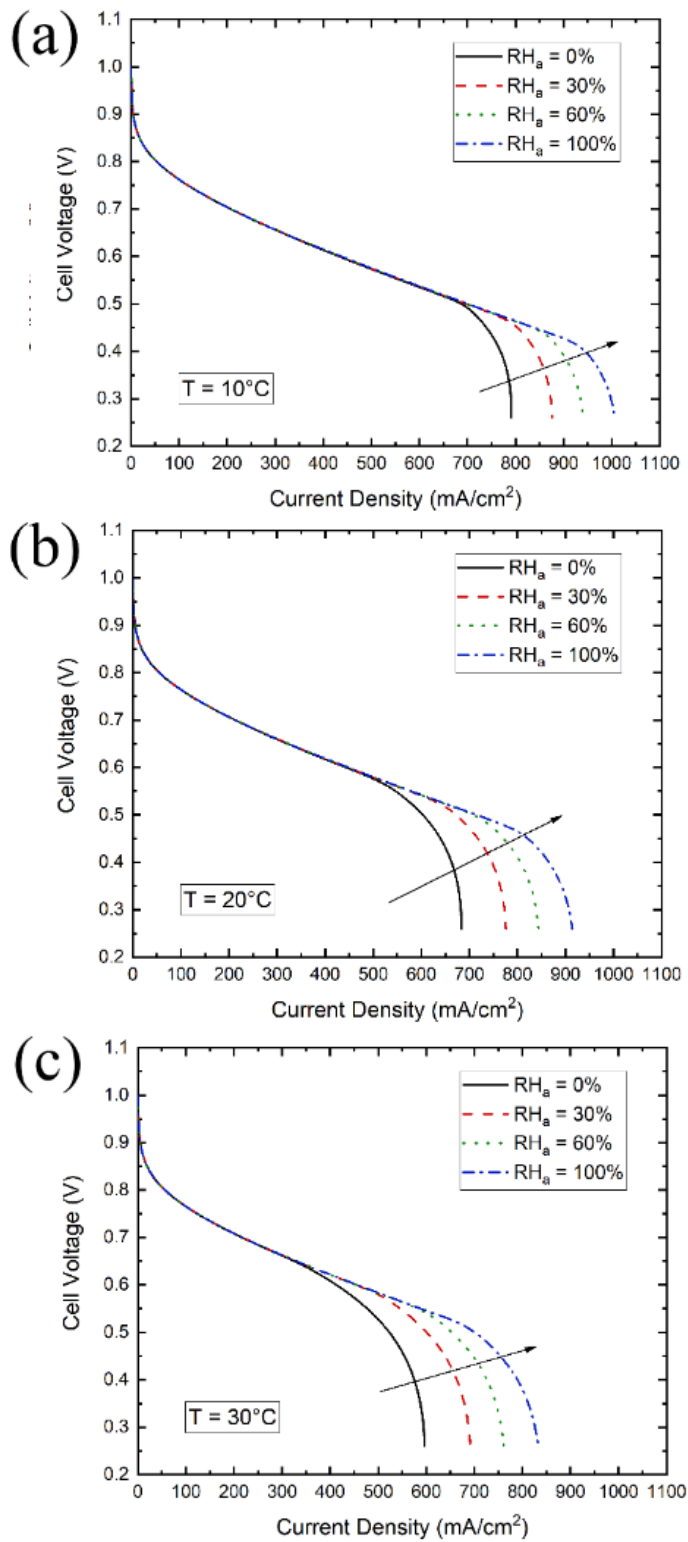 (a)
1.1
1.0
0.9
0.8
0.7
0.6
0.5
0.4
0.3
0.2
Cell Voltage (V)
RHa = 0%
RHa = 30%
RHa = 60%
RHa = 100%
T = 10°C
0 100 200 300 400 500 600 700 800 900 1000 1100
Current Density (mA/cm²)
(b)
1.1
1.0
0.9
0.8
0.7
0.6
0.5
0.4
0.3
0.2
Cell Voltage (V)
RHa = 0%
RHa = 30%
RHa = 60%
RHa = 100%
T = 20°C
0 100 200 300 400 500 600 700 800 900 1000 1100
Current Density (mA/cm²)
(c)
1.1
1.0
0.9
0.8
0.7
0.6
0.5
0.4
0.3
0.2
Cell Voltage (V)
RHa = 0%
RHa = 30%
RHa = 60%
RHa = 100%
T = 30°C
0 100 200 300 400 500 600 700 800 900 1000 1100
Current Density (mA/cm²)